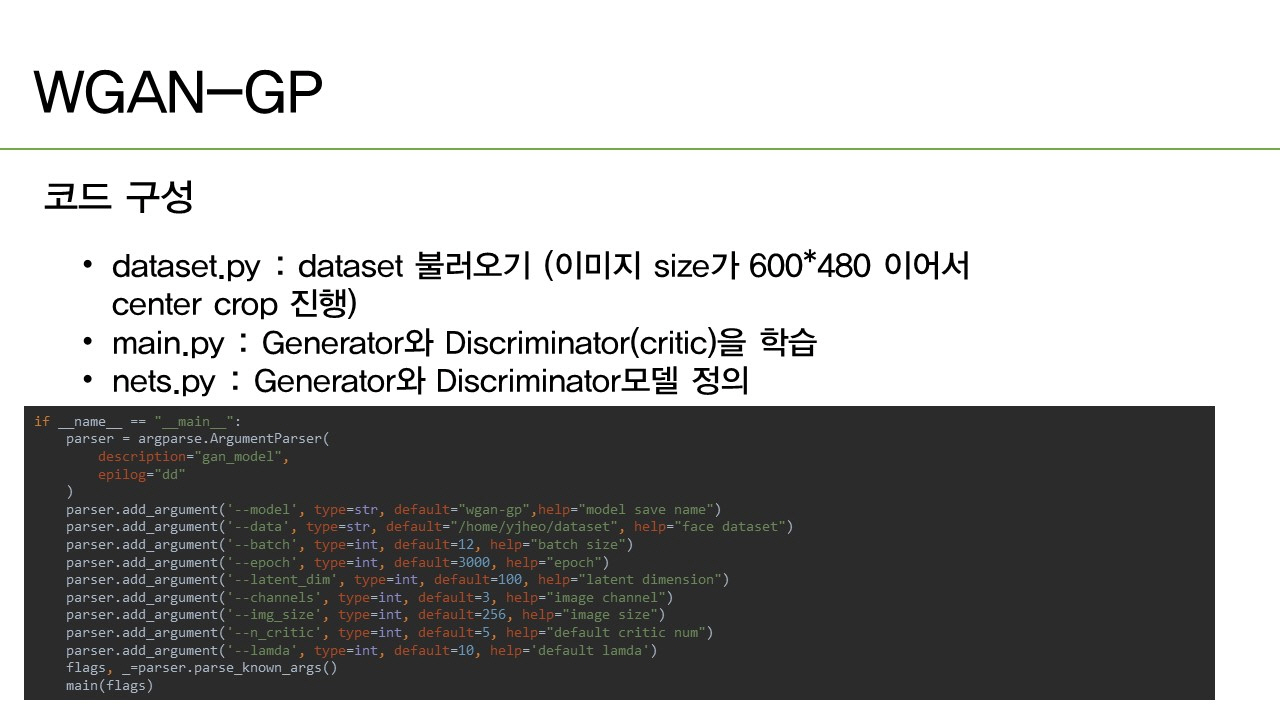 WGAN-GP
코드 구성
• dataset.py : dataset 불러오기 (이미지 size가 600*480 이어서
center crop 진행)
• main.py : Generator와 Discriminator(critic)을 학습
• nets.py : Generator와 Discriminator모델 정의
if __name__ == "__main__":
    parser = argparse.ArgumentParser(
        description="gan_model",
        epilog="dd"
    )
    parser.add_argument('--model', type=str, default="wgan-gp",help="model save name")
    parser.add_argument('--data', type=str, default="/home/yjheo/dataset", help="face dataset")
    parser.add_argument('--batch', type=int, default=12, help="batch size")
    parser.add_argument('--epoch', type=int, default=3000, help="epoch")
    parser.add_argument('--latent_dim', type=int, default=100, help="latent dimension")
    parser.add_argument('--channels', type=int, default=3, help="image channel")
    parser.add_argument('--img_size', type=int, default=256, help="image size")
    parser.add_argument('--n_critic', type=int, default=5, help="default critic num")
    parser.add_argument('--lamda', type=int, default=10, help='default lamda')
    flags, _=parser.parse_known_args()
    main(flags)